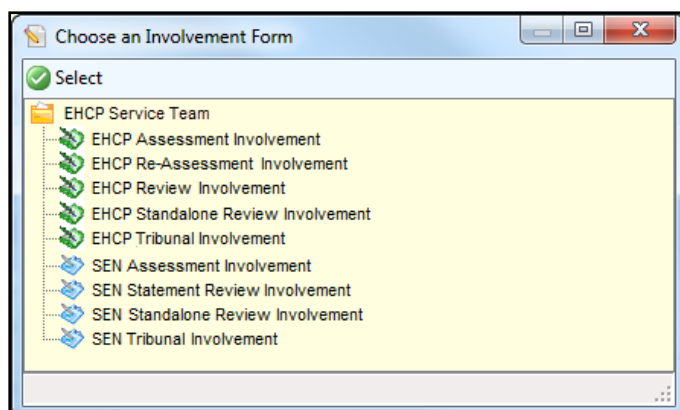 Choose an Involvement Form
Select
EHCP Service Team
EHCP Assessment Involvement
EHCP Re-Assessment Involvement
EHCP Review Involvement
EHCP Standalone Review Involvement
EHCP Tribunal Involvement
SEN Assessment Involvement
SEN Statement Review Involvement
SEN Standalone Review Involvement
SEN Tribunal Involvement